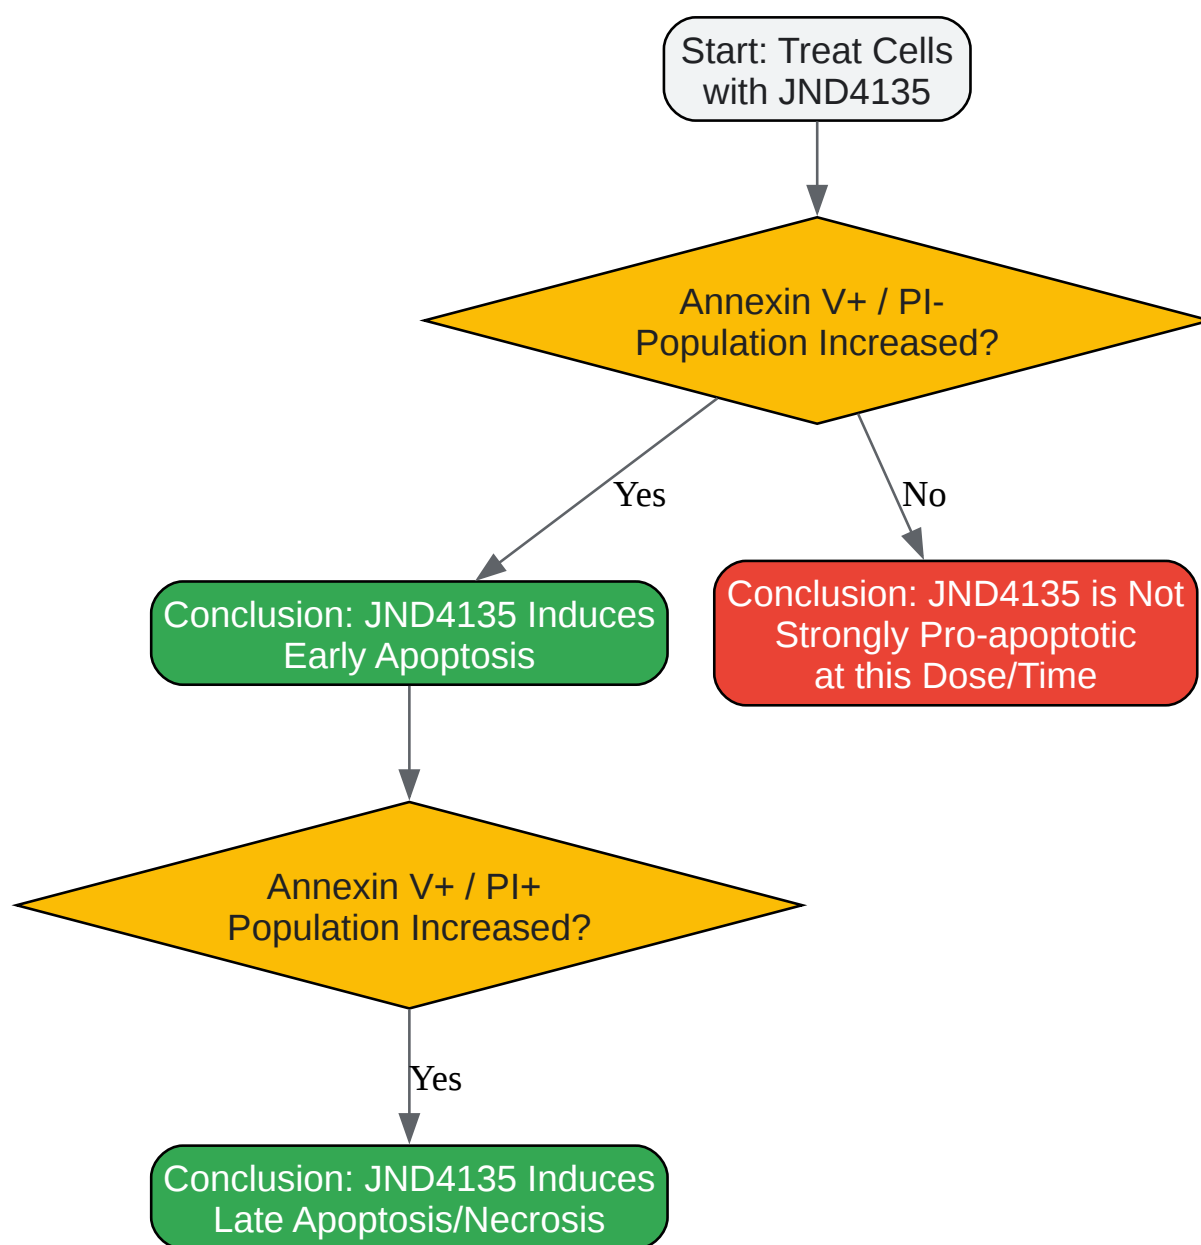 Start: Treat Cells
with JND4135
Annexin V+ / PI-
Population Increased?
Yes
No
Conclusion: JND4135 Induces
Early Apoptosis
Conclusion: JND4135 is Not
Strongly Pro-apoptotic
at this Dose/Time
Annexin V+ / PI+
Population Increased?
Yes
Conclusion: JND4135 Induces
Late Apoptosis/Necrosis